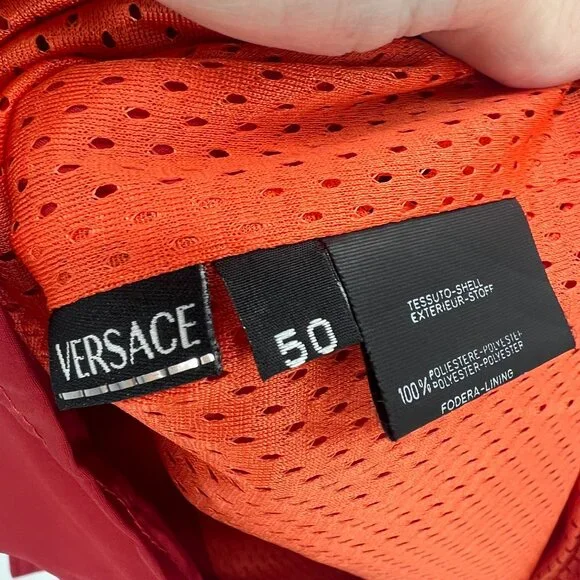 VERSACE
50
TESSUTO-SHELL
EXTERIEUR-STOFF
100% POLIESTERE-POLYESTER
POLYESTER-POLYESTER
FODERA-LINING